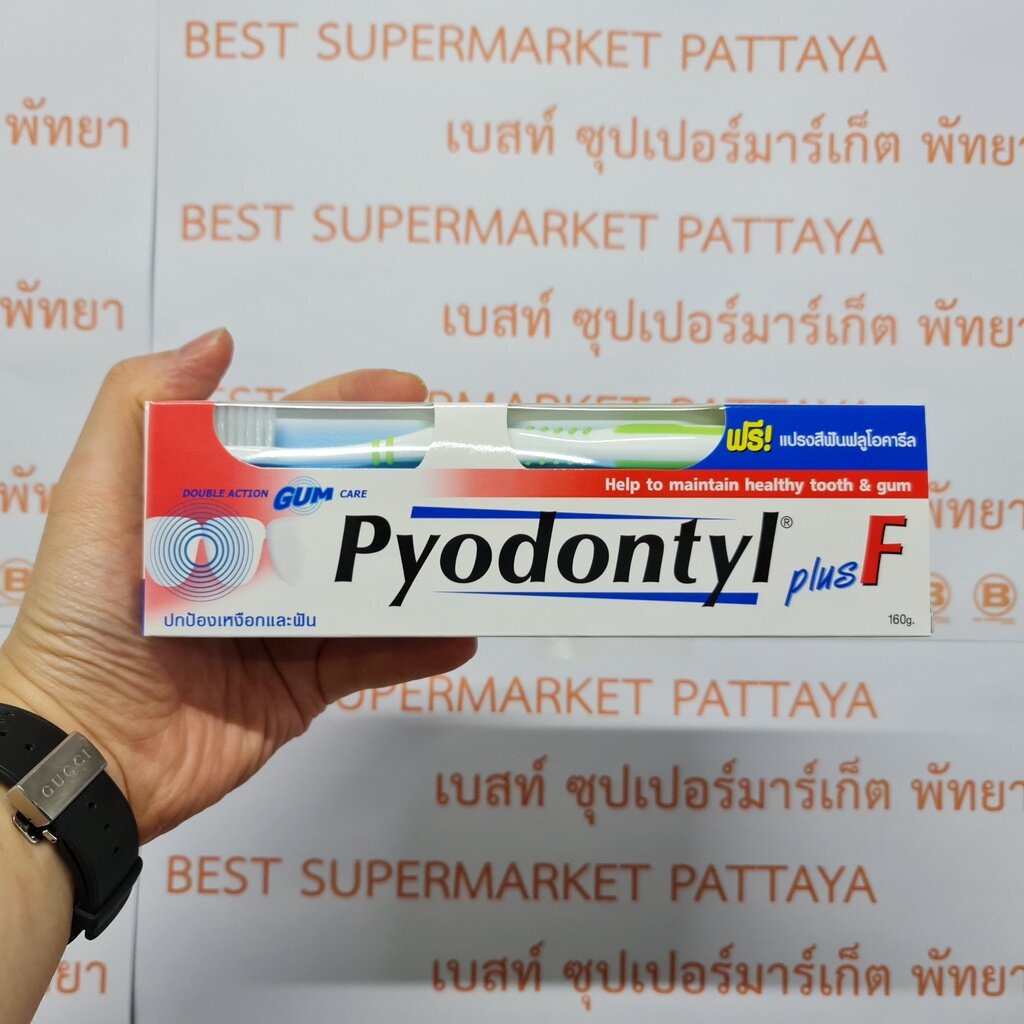 BEST SUPERMARKET PATTAYA
พัทยา
เบสท์ ซุปเปอร์มาร์เก็ต พัทยา
BEST SUPERMARKET PATTAYA
พัทยา
เบสท์ ซุปเปอร์มาร์เก็ต พัทยา
SUPERMARKET PATTAYA
ฟรี! แปรงสีฟันฟลูโอคารีล
Help to maintain healthy tooth & gum
DOUBLE ACTION GUM CARE
Pyodontyl® plus F
ปกป้องเหงือกและฟัน
160g.
พัทยา
B
B
SUPERMARKET PATTAYA
GUCCI
เบสท์ ซุปเปอร์มาร์เก็ต พัทยา
BEST SUPERMARKET PATTAYA
เบสท์ ซุปเปอร์มาร์เก็ต พัทยา